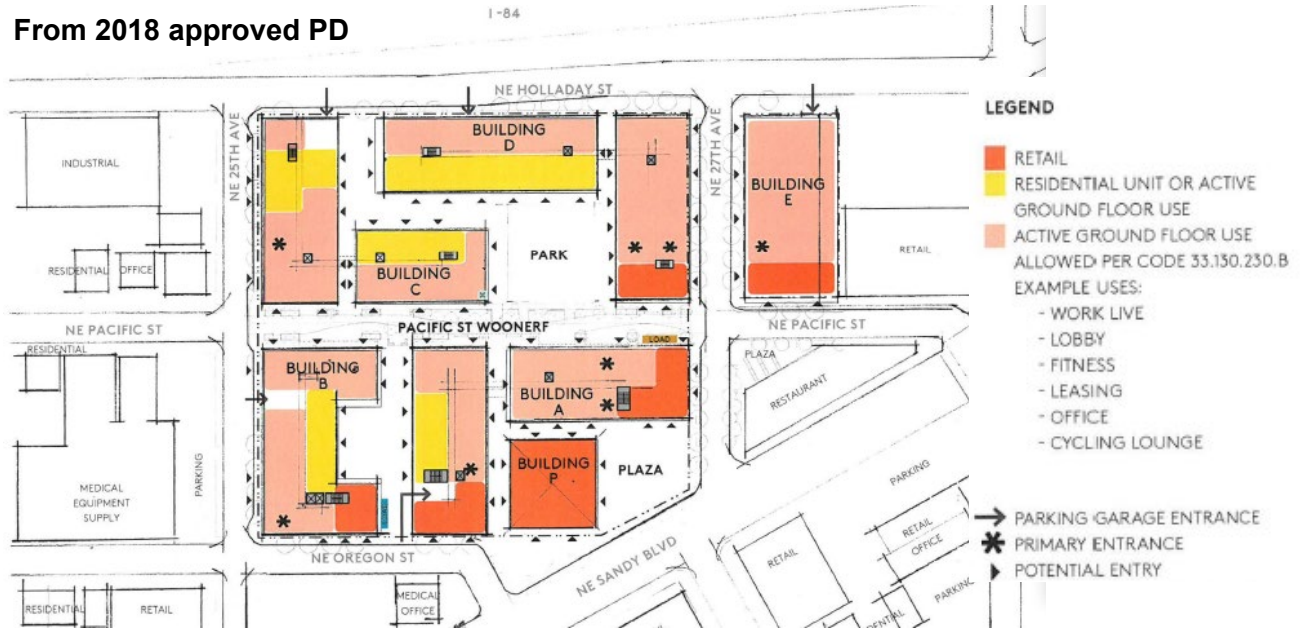 From 2018 approved PD
I-84
NE HOLLADAY ST
NE 25TH AVE
NE 27TH AVE
INDUSTRIAL
BUILDING
D
BUILDING
E
RESIDENTIAL
OFFICE
BUILDING
C
PARK
RETAIL
NE PACIFIC ST
PACIFIC ST WOONERF
NE PACIFIC ST
RESIDENTIAL
BUILDING
B
LOAD
BUILDING
A
PLAZA
RESTAURANT
MEDICAL
EQUIPMENT
SUPPLY
PARKING
BUILDING
P
PLAZA
PARKING
NE OREGON ST
NE SANDY BLVD
RETAIL
RETAIL
OFFICE
PARKING
RESIDENTIAL
RETAIL
MEDICAL
OFFICE
LEGEND
RETAIL
RESIDENTIAL UNIT OR ACTIVE
GROUND FLOOR USE
ACTIVE GROUND FLOOR USE
ALLOWED PER CODE 33.130.230.B
EXAMPLE USES:
- WORK LIVE
- LOBBY
- FITNESS
- LEASING
- OFFICE
- CYCLING LOUNGE
PARKING GARAGE ENTRANCE
PRIMARY ENTRANCE
POTENTIAL ENTRY